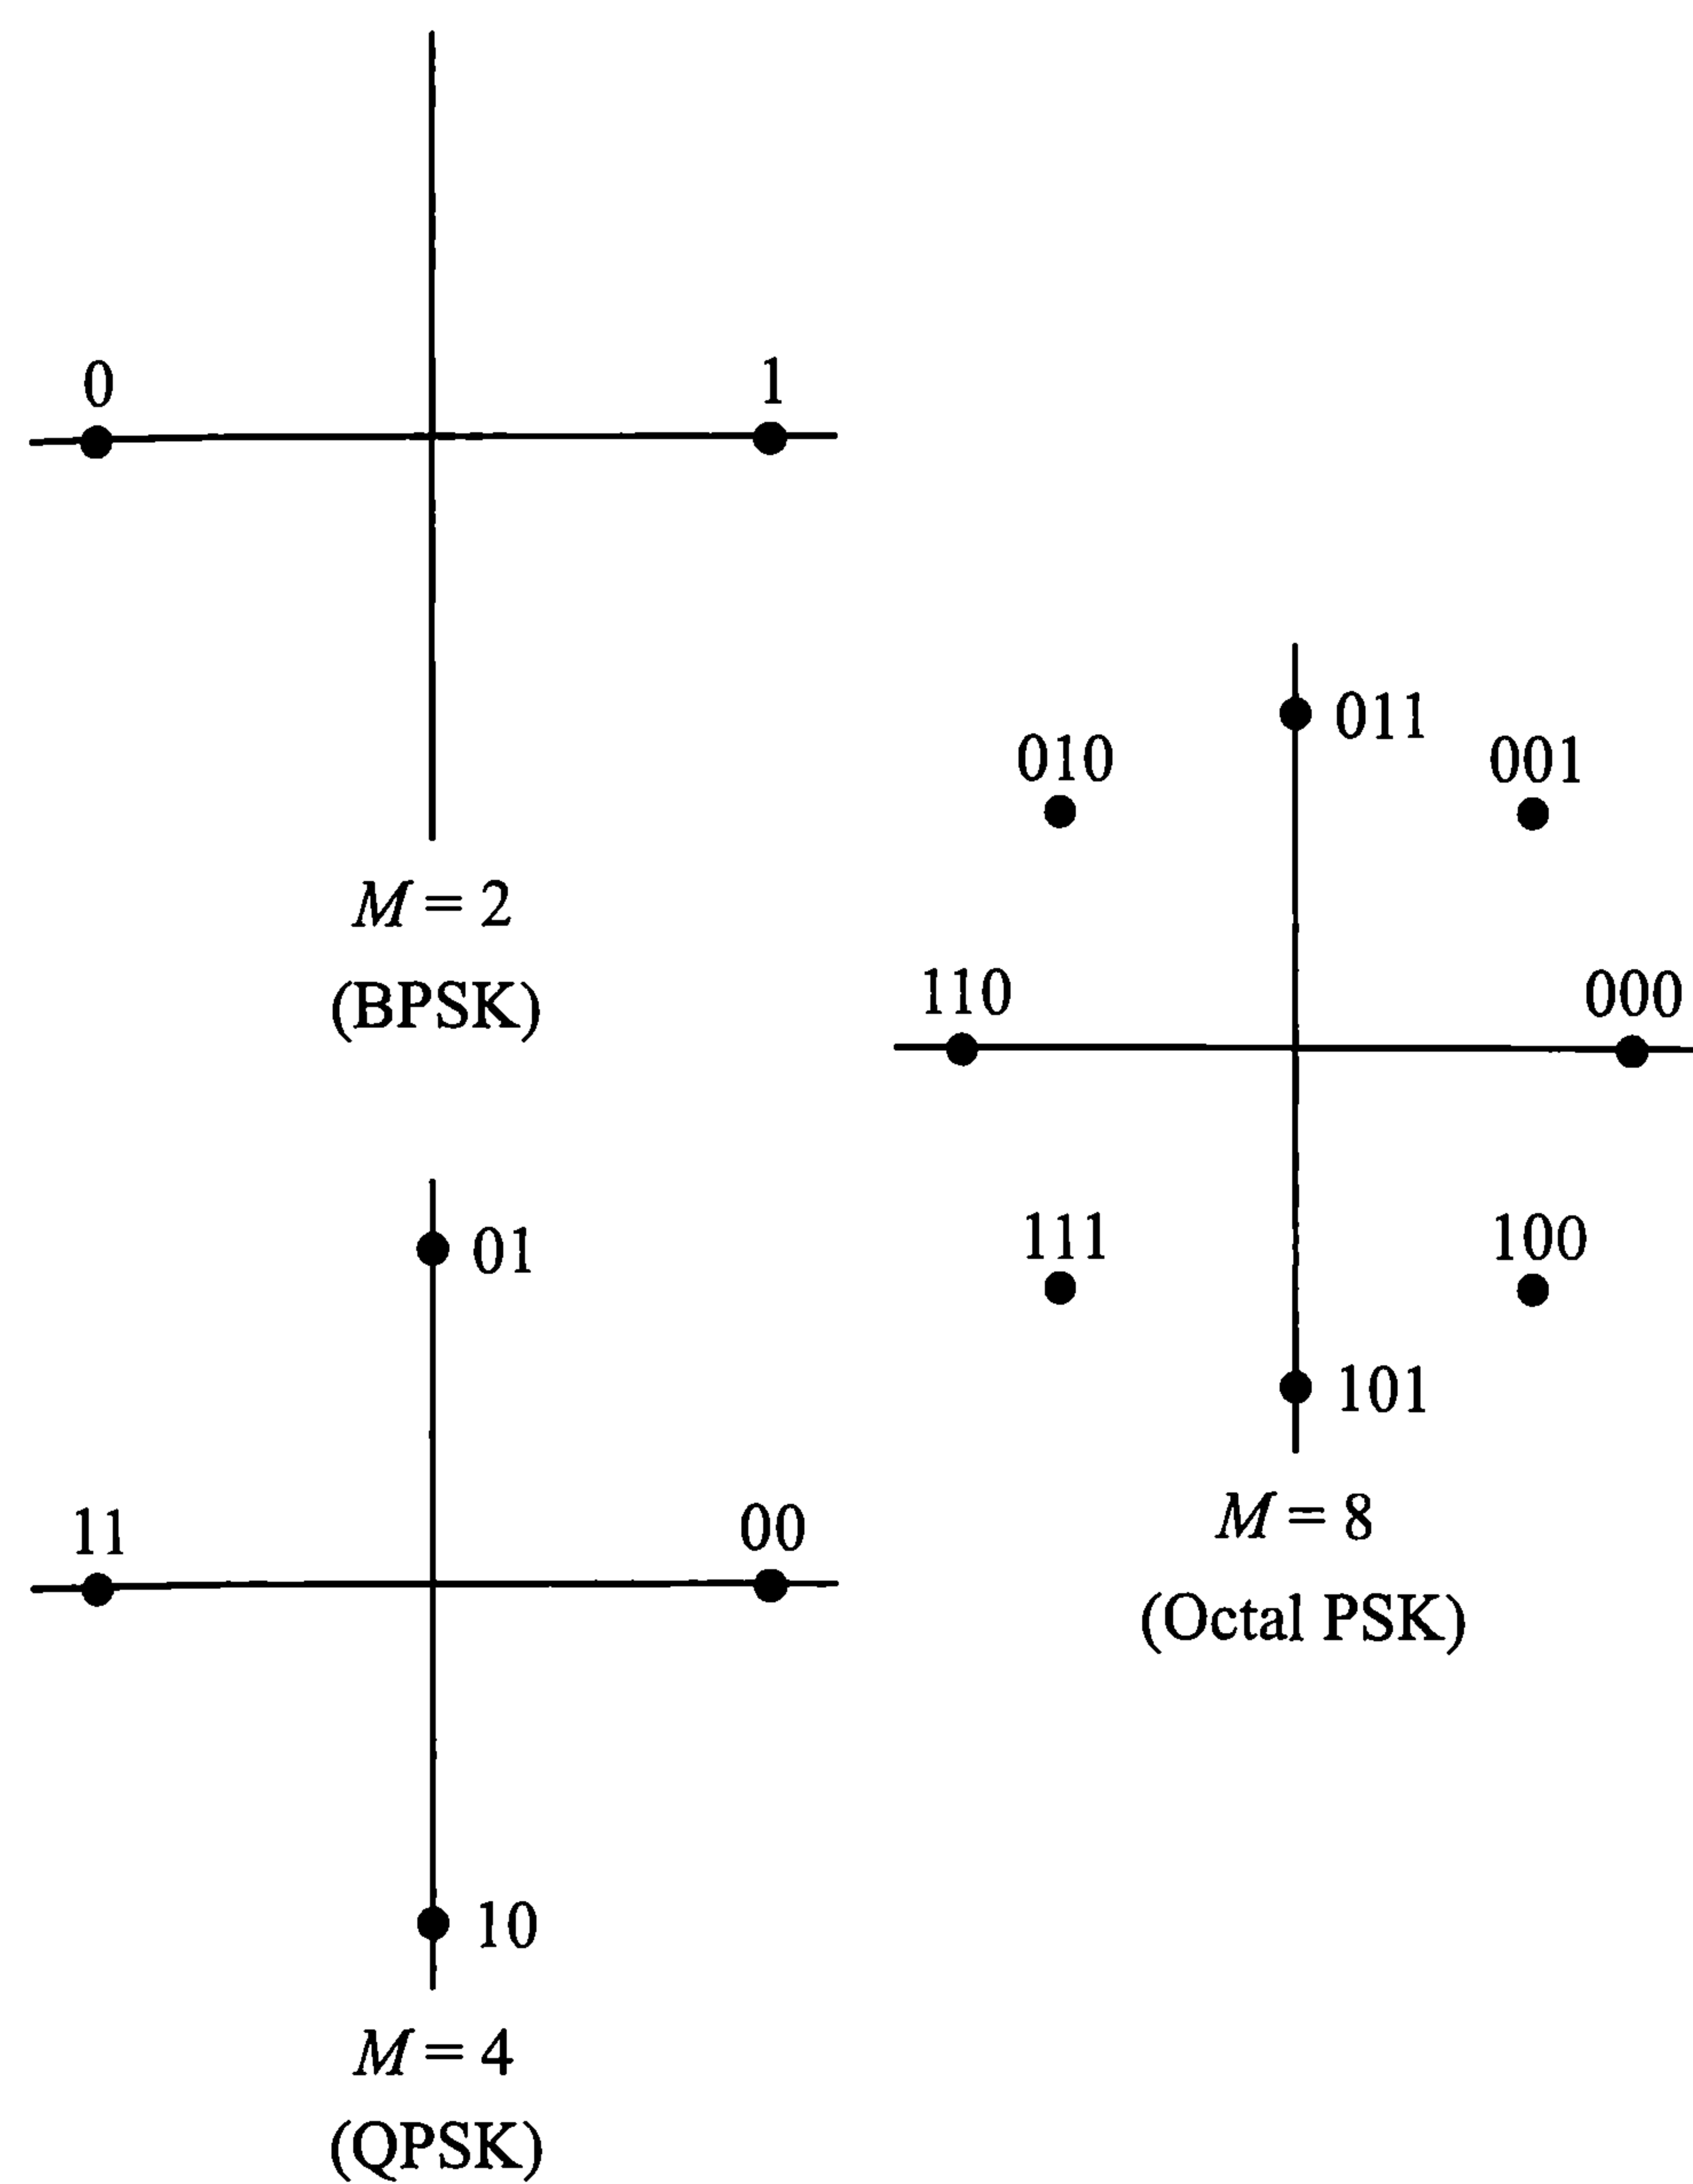 0
1
M = 2
(BPSK)
01
11
00
10
M = 4
(QPSK)
011
010
001
110
000
111
100
101
M = 8
(Octal PSK)